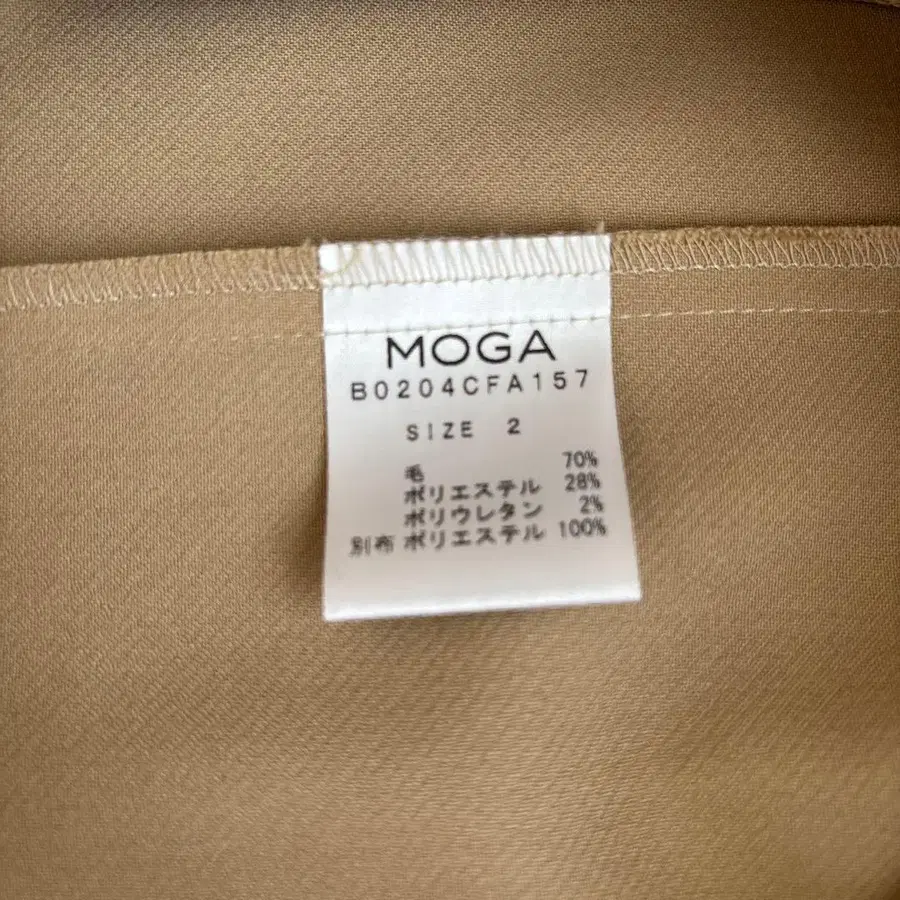 MOGA
B0204CFA157
SIZE 2
毛 70%
ポリエステル 28%
ポリウレタン 2%
別布 ポリエステル 100%